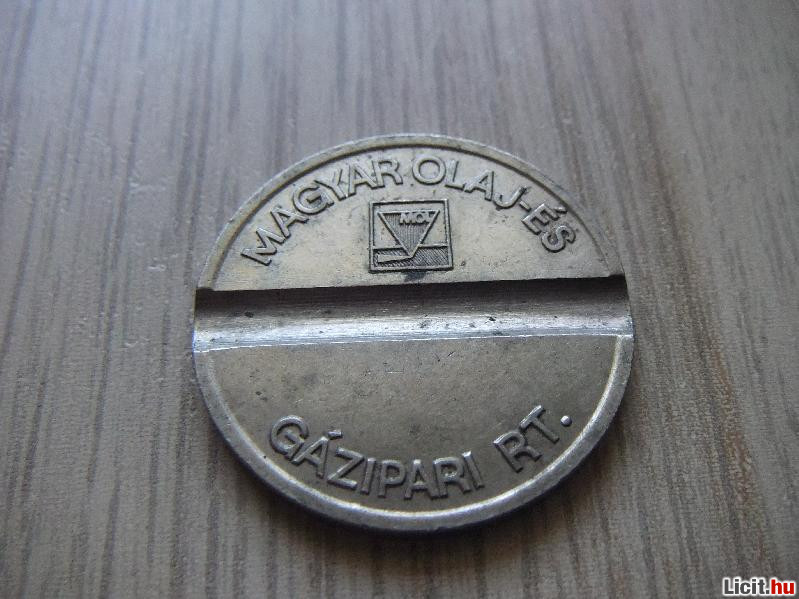 MAGYAR OLAJ-ÉS
MOL
GÁZIPARI RT.
Licit.hu